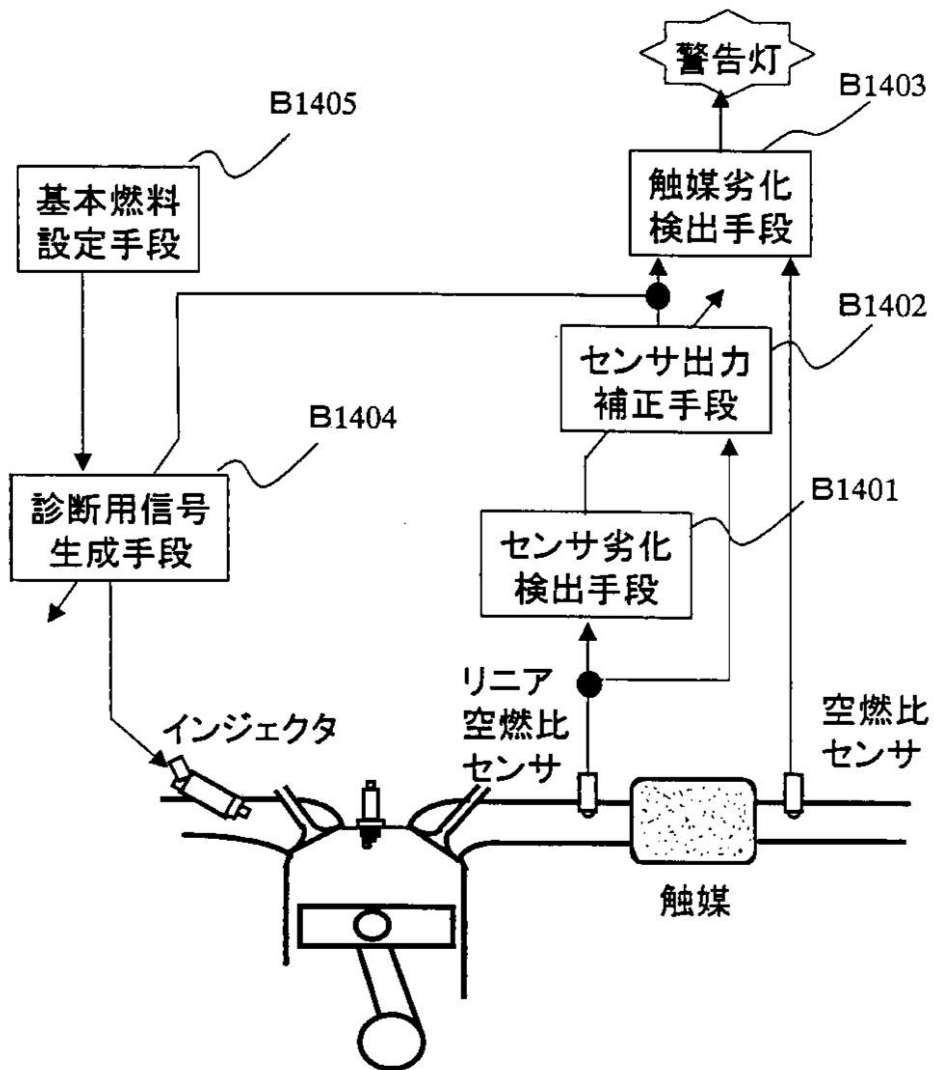 警告灯
B1403
B1405
触媒劣化
検出手段
基本燃料
設定手段
B1402
センサ出力
補正手段
B1404
診断用信号
生成手段
B1401
センサ劣化
検出手段
リニア
空燃比
センサ
空燃比
センサ
インジェクタ
触媒